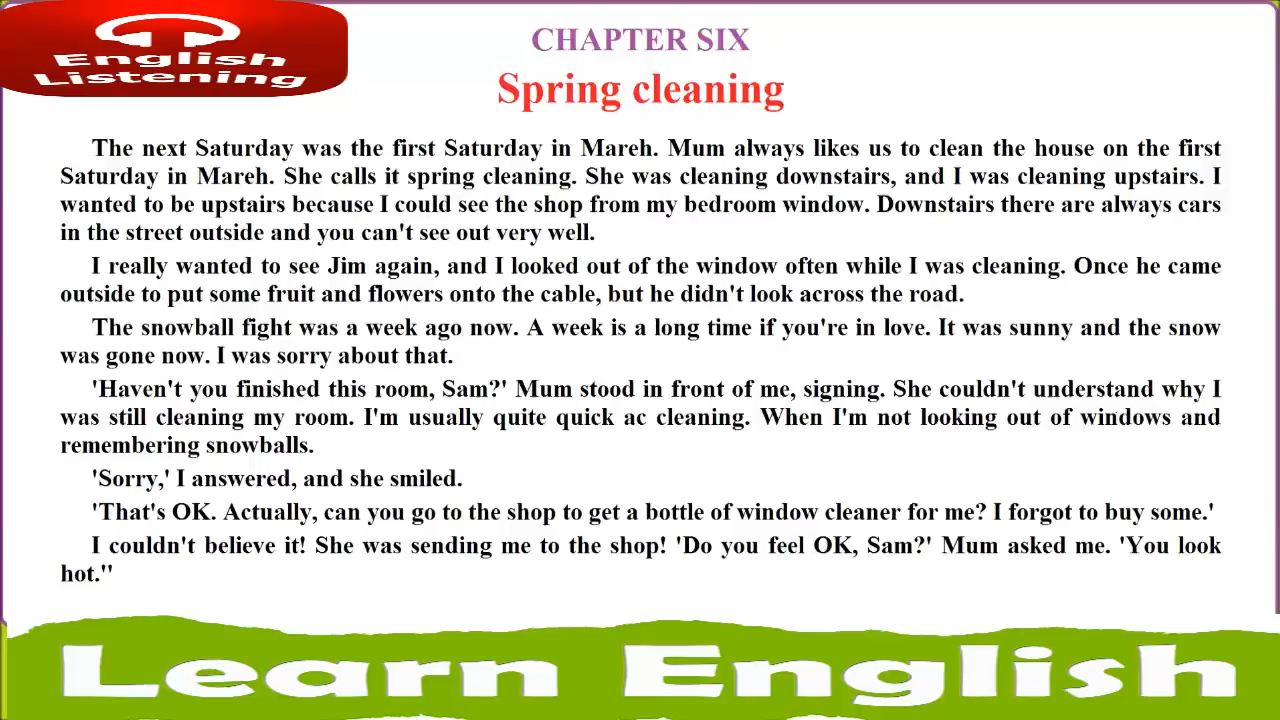 English
Listening
CHAPTER SIX
Spring cleaning
The next Saturday was the first Saturday in Mareh. Mum always likes us to clean the house on the first
Saturday in Mareh. She calls it spring cleaning. She was cleaning downstairs, and I was cleaning upstairs. I
wanted to be upstairs because I could see the shop from my bedroom window. Downstairs there are always cars
in the street outside and you can't see out very well.
I really wanted to see Jim again, and I looked out of the window often while I was cleaning. Once he came
outside to put some fruit and flowers onto the cable, but he didn't look across the road.
The snowball fight was a week ago now. A week is a long time if you're in love. It was sunny and the snow
was gone now. I was sorry about that.
'Haven't you finished this room, Sam?' Mum stood in front of me, signing. She couldn't understand why I
was still cleaning my room. I'm usually quite quick ac cleaning. When I'm not looking out of windows and
remembering snowballs.
'Sorry,' I answered, and she smiled.
'That's OK. Actually, can you go to the shop to get a bottle of window cleaner for me? I forgot to buy some.'
I couldn't believe it! She was sending me to the shop! 'Do you feel OK, Sam?' Mum asked me. 'You look
hot."
Learn English